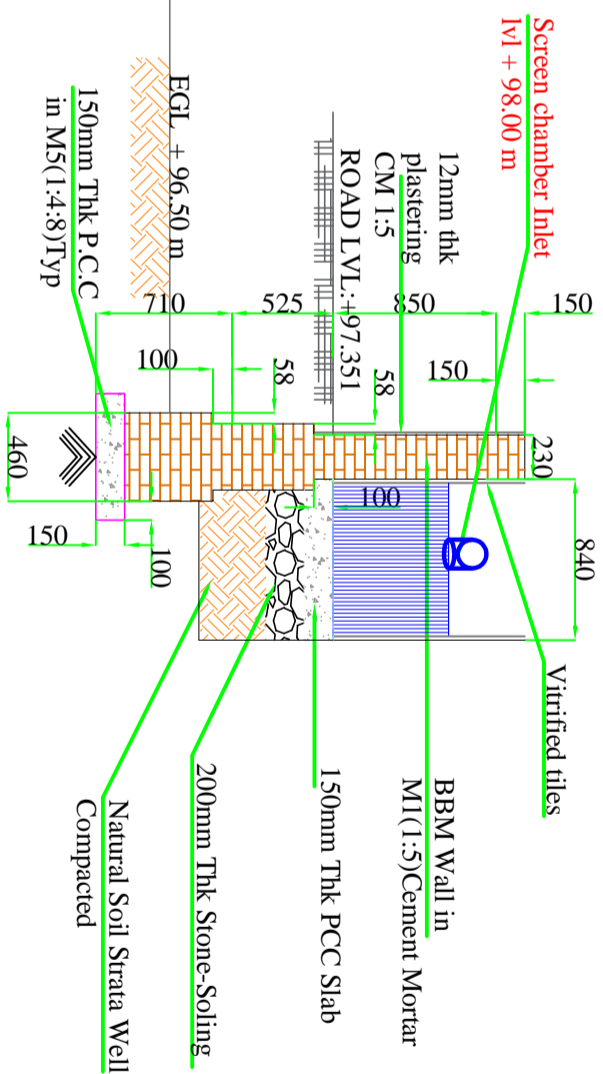 Screen chamber Inlet
lvl + 98.00 m
12mm thk
plastering
CM 1:5
ROAD LVL:+97.351
EGL + 96.50 m
150mm Thk P.C.C
in M5(1:4:8)Typ
150
850
525
710
150
58
58
100
230
100
840
460
150
100
Vitrified tiles
BBM Wall in
M1(1:5)Cement Mortar
150mm Thk PCC Slab
200mm Thk Stone-Soling
Natural Soil Strata Well
Compacted